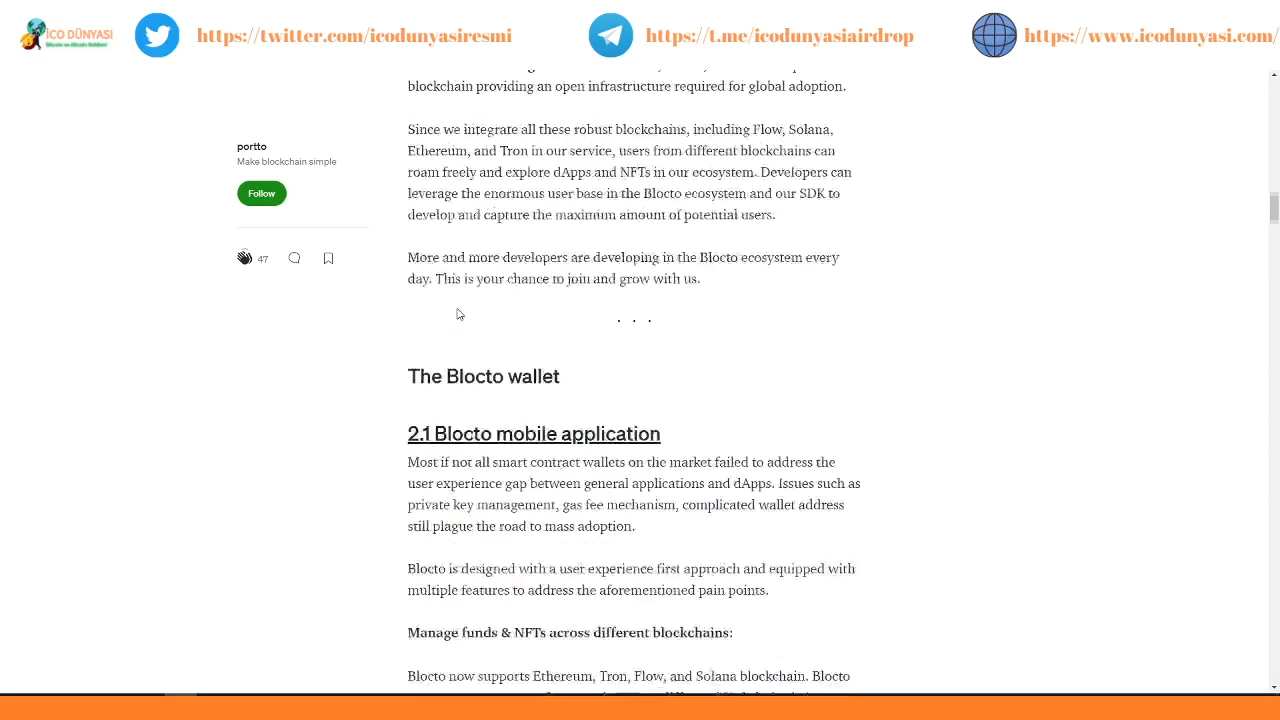 İCO DÜNYASI
Bitcoin ve Altcoin Rehberi
https://twitter.com/icodunyasiresmi
https://t.me/icodunyasiairdrop
https://www.icodunyasi.com/
blockchain providing an open infrastructure required for global adoption.
portto
Make blockchain simple
Follow
47
Since we integrate all these robust blockchains, including Flow, Solana,
Ethereum, and Tron in our service, users from different blockchains can
roam freely and explore dApps and NFTs in our ecosystem. Developers can
leverage the enormous user base in the Blocto ecosystem and our SDK to
develop and capture the maximum amount of potential users.
More and more developers are developing in the Blocto ecosystem every
day. This is your chance to join and grow with us.
. . .
The Blocto wallet
2.1 Blocto mobile application
Most if not all smart contract wallets on the market failed to address the
user experience gap between general applications and dApps. Issues such as
private key management, gas fee mechanism, complicated wallet address
still plague the road to mass adoption.
Blocto is designed with a user experience first approach and equipped with
multiple features to address the aforementioned pain points.
Manage funds & NFTs across different blockchains:
Blocto now supports Ethereum, Tron, Flow, and Solana blockchain. Blocto